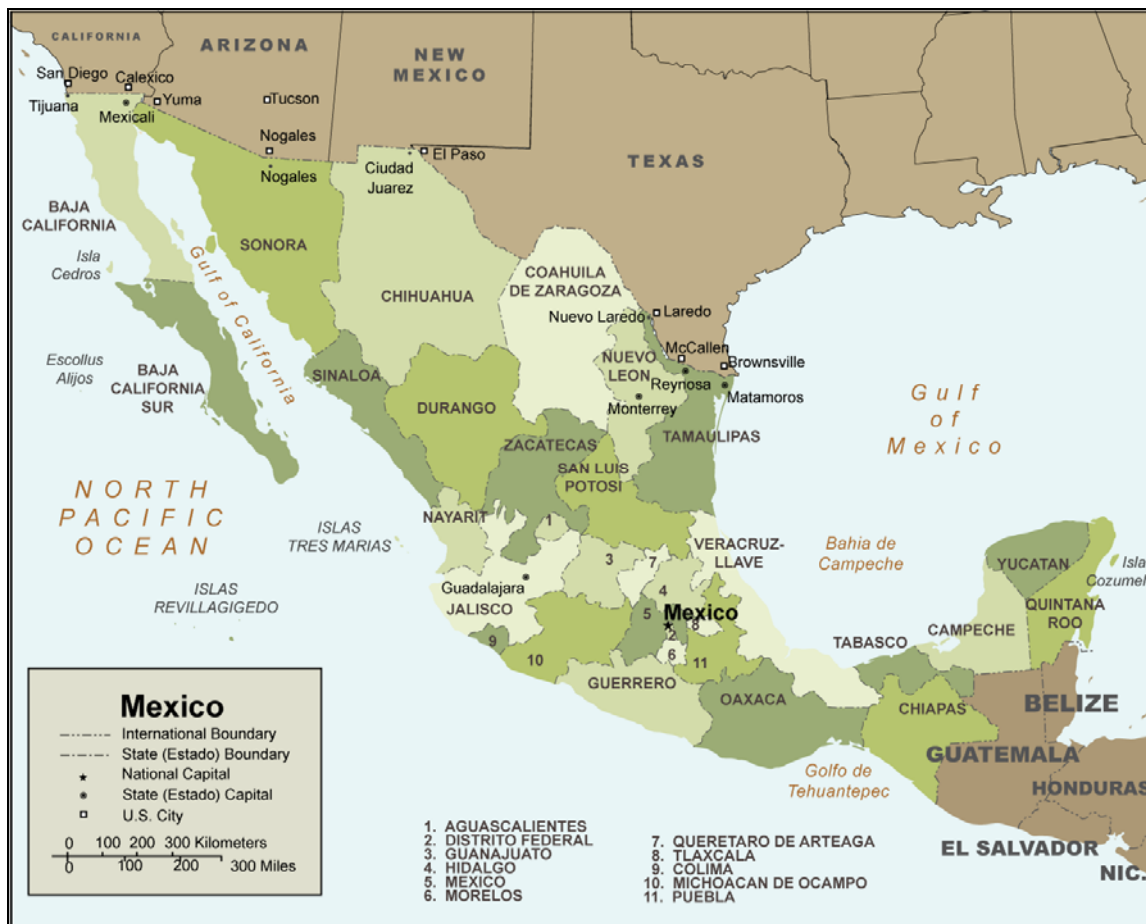 CALIFORNIA
ARIZONA
NEW
MEXICO
San Diego
Calexico
Tijuana
Mexicali
Yuma
Tucson
Nogales
Nogales
Ciudad
Juarez
El Paso
TEXAS
BAJA
CALIFORNIA
Isla
Cedros
Gulf of California
SONORA
CHIHUAHUA
COAHUILA
DE ZARAGOZA
Nuevo Laredo
Laredo
Escollus
Alijos
BAJA
CALIFORNIA
SUR
SINALOA
DURANGO
NUEVO
LEON
McCallen
Brownsville
Reynosa
Matamoros
Monterrey
Gulf
of
Mexico
ZACATECAS
TAMAULIPAS
SAN LUIS
POTOSI
NORTH
PACIFIC
OCEAN
ISLAS
TRES MARIAS
NAYARIT
1
VERACRUZ-
LLAVE
Bahia de
Campeche
YUCATAN
Isla
Cozumel
ISLAS
REVILLAGIGEDO
Guadalajara
JALISCO
3
7
4
5
Mexico
8
2
6
9
10
11
GUERRERO
OAXACA
TABASCO
CAMPECHE
QUINTANA
ROO
CHIAPAS
BELIZE
GUATEMALA
HONDURAS
Golfo de
Tehuantepec
EL SALVADOR
NIC.
Mexico
International Boundary
State (Estado) Boundary
National Capital
State (Estado) Capital
U.S. City
0 100 200 300 Kilometers
0 100 200 300 Miles
1. AGUASCALIENTES
2. DISTRITO FEDERAL
3. GUANAJUATO
4. HIDALGO
5. MEXICO
6. MORELOS
7. QUERETARO DE ARTEAGA
8. TLAXCALA
9. COLIMA
10. MICHOACAN DE OCAMPO
11. PUEBLA